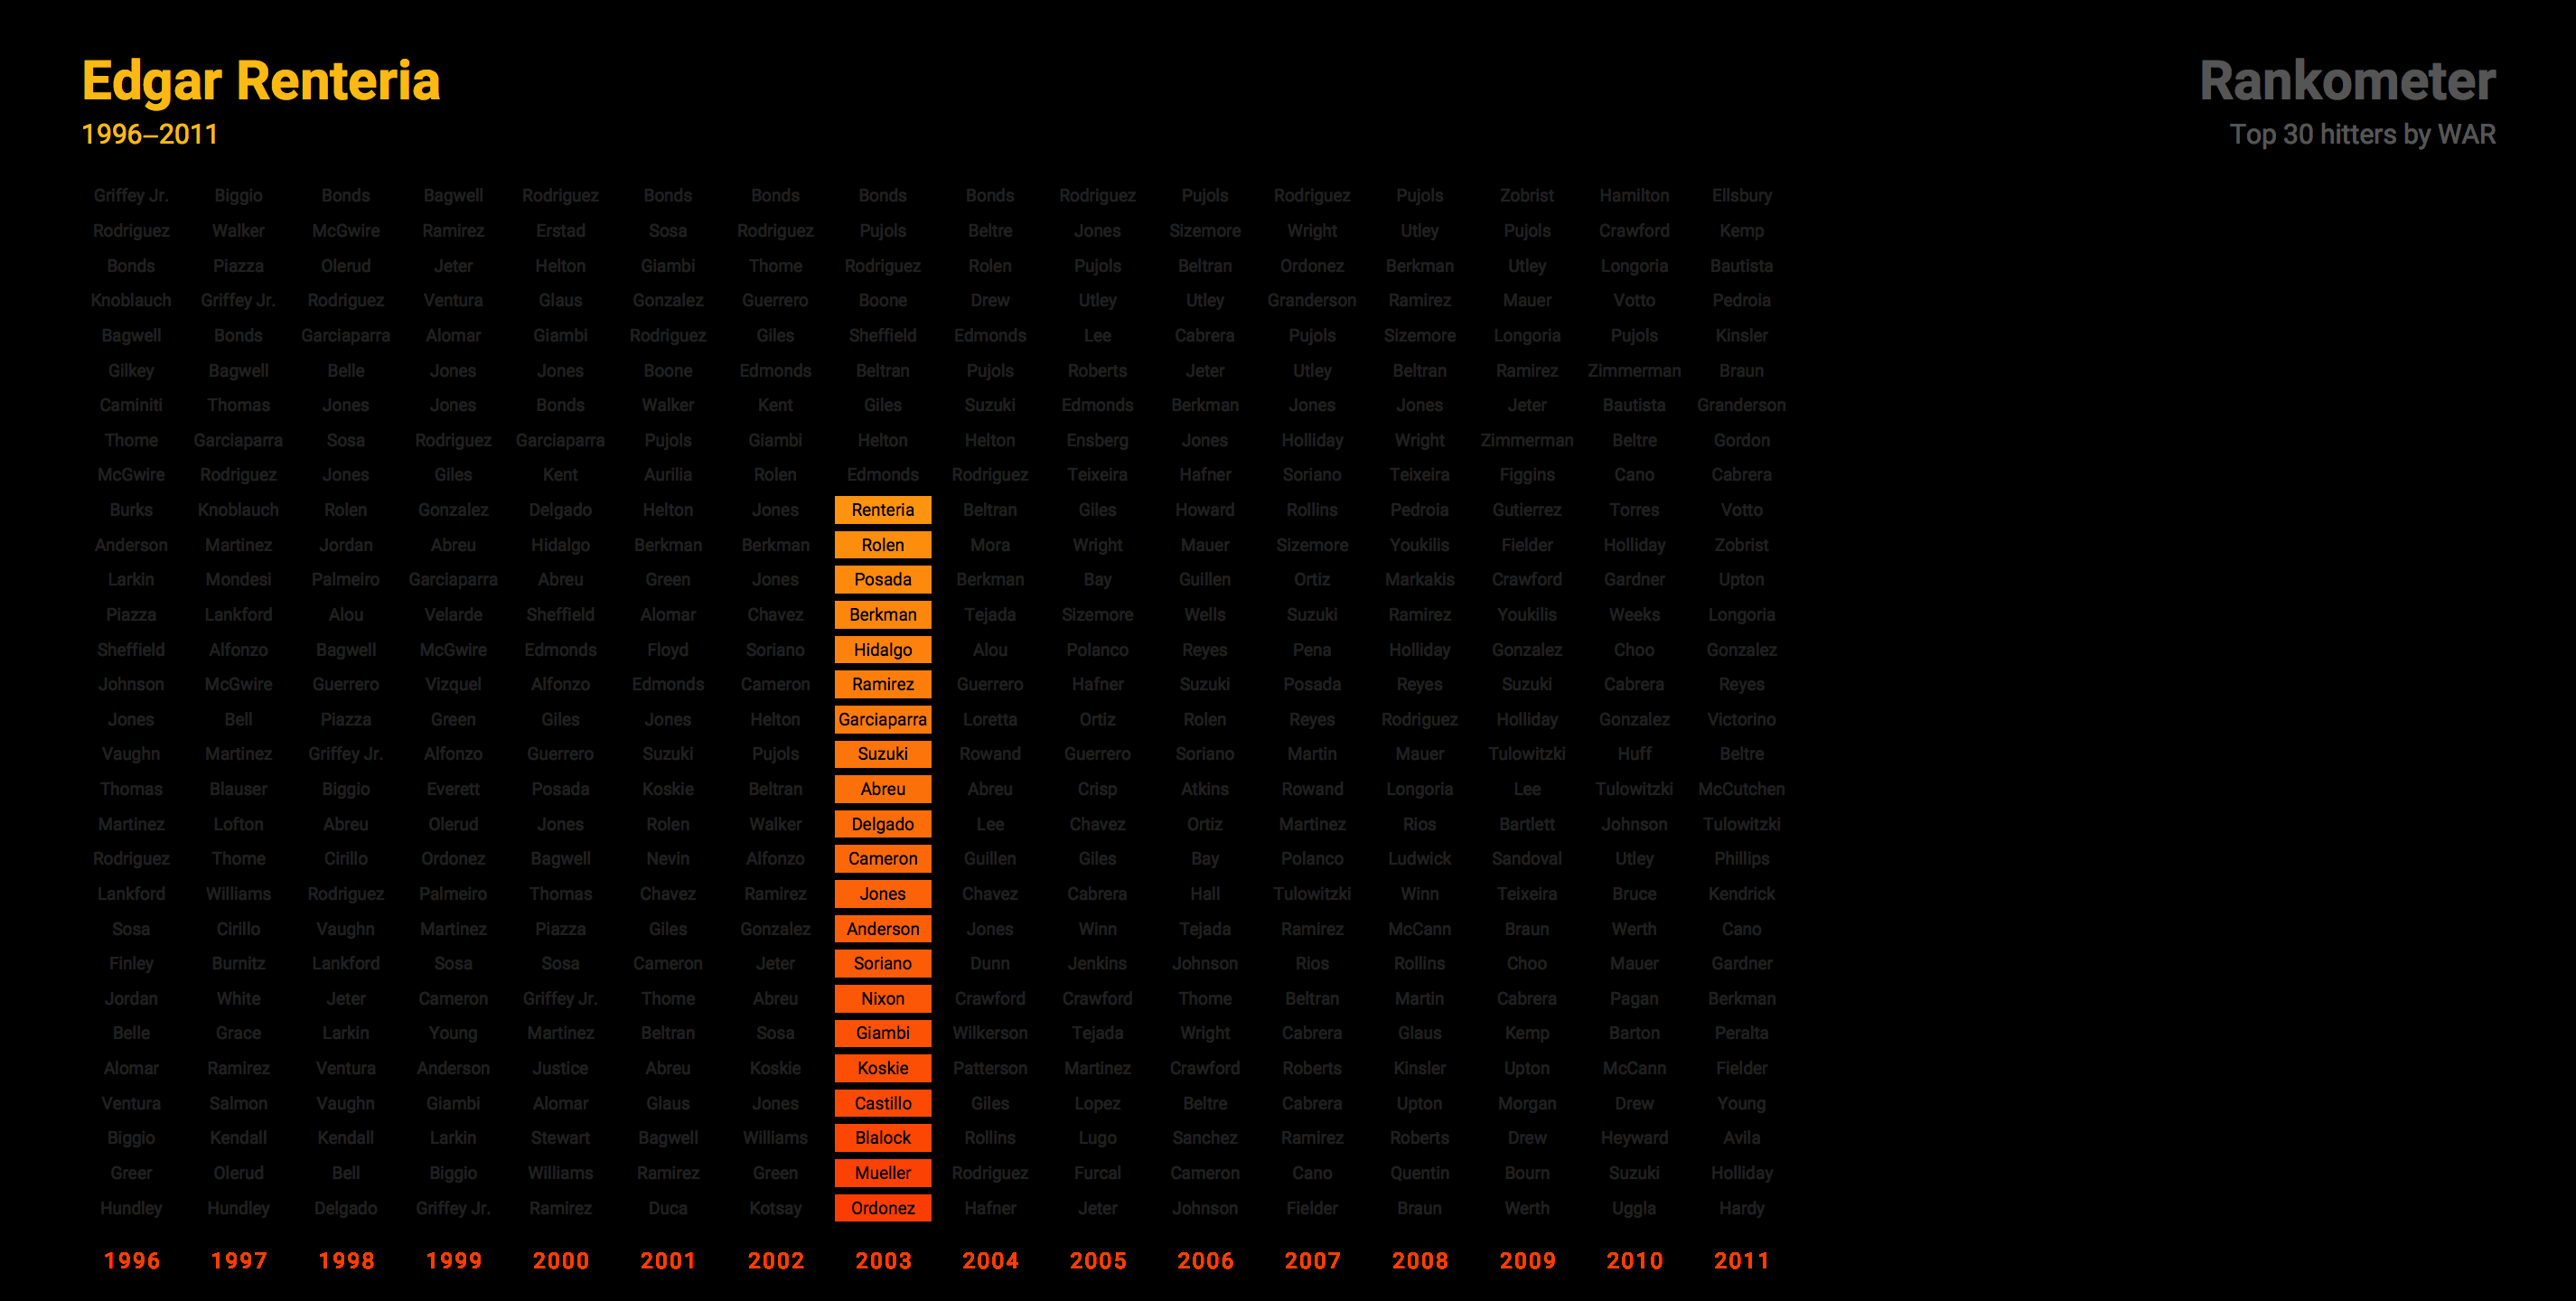 Edgar Renteria
1996–2011
Rankometer
Top 30 hitters by WAR
Griffey Jr. Biggio Bonds Bagwell Rodriguez Bonds Bonds Bonds Bonds Rodriguez Pujols Rodriguez Pujols Zobrist Hamilton Ellsbury
Rodriguez Walker McGwire Ramirez Erstad Sosa Rodriguez Pujols Beltre Jones Sizemore Wright Utley Pujols Crawford Kemp
Bonds Piazza Olerud Jeter Helton Giambi Thome Rodriguez Rolen Pujols Beltran Ordonez Berkman Utley Longoria Bautista
Knoblauch Griffey Jr. Rodriguez Ventura Glaus Gonzalez Guerrero Boone Drew Utley Utley Granderson Ramirez Mauer Votto Pedroia
Bagwell Bonds Garciaparra Alomar Giambi Rodriguez Giles Sheffield Edmonds Lee Cabrera Pujols Sizemore Longoria Pujols Kinsler
Gilkey Bagwell Belle Jones Jones Boone Edmonds Beltran Pujols Roberts Jeter Utley Beltran Ramirez Zimmerman Braun
Caminiti Thomas Jones Jones Bonds Walker Kent Giles Suzuki Edmonds Berkman Jones Jones Jeter Bautista Granderson
Thome Garciaparra Sosa Rodriguez Garciaparra Pujols Giambi Helton Helton Ensberg Jones Holliday Wright Zimmerman Beltre Gordon
McGwire Rodriguez Jones Giles Kent Aurilia Rolen Edmonds Rodriguez Teixeira Hafner Soriano Teixeira Figgins Cano Cabrera
Burks Knoblauch Rolen Gonzalez Delgado Helton Jones Renteria Beltran Giles Howard Rollins Pedroia Gutierrez Torres Votto
Anderson Martinez Jordan Abreu Hidalgo Berkman Berkman Rolen Mora Wright Mauer Sizemore Youkilis Fielder Holliday Zobrist
Larkin Mondesi Palmeiro Garciaparra Abreu Green Jones Posada Berkman Bay Guillen Ortiz Markakis Crawford Gardner Upton
Piazza Lankford Alou Velarde Sheffield Alomar Chavez Berkman Tejada Sizemore Wells Suzuki Ramirez Youkilis Weeks Longoria
Sheffield Alfonzo Bagwell McGwire Edmonds Floyd Soriano Hidalgo Alou Polanco Reyes Pena Holliday Gonzalez Choo Gonzalez
Johnson McGwire Guerrero Vizquel Alfonzo Edmonds Cameron Ramirez Guerrero Hafner Suzuki Posada Reyes Suzuki Cabrera Reyes
Jones Bell Piazza Green Giles Jones Helton Garciaparra Loretta Ortiz Rolen Reyes Rodriguez Holliday Gonzalez Victorino
Vaughn Martinez Griffey Jr. Alfonzo Guerrero Suzuki Pujols Suzuki Rowand Guerrero Soriano Martin Mauer Tulowitzki Huff Beltre
Thomas Blauser Biggio Everett Posada Koskie Beltran Abreu Abreu Crisp Atkins Rowand Longoria Lee Tulowitzki McCutchen
Martinez Lofton Abreu Olerud Jones Rolen Walker Delgado Lee Chavez Ortiz Martinez Rios Bartlett Johnson Tulowitzki
Rodriguez Thome Cirillo Ordonez Bagwell Nevin Alfonzo Cameron Guillen Giles Bay Polanco Ludwick Sandoval Utley Phillips
Lankford Williams Rodriguez Palmeiro Thomas Chavez Ramirez Jones Chavez Cabrera Hall Tulowitzki Winn Teixeira Bruce Kendrick
Sosa Cirillo Vaughn Martinez Piazza Giles Gonzalez Anderson Jones Winn Tejada Ramirez McCann Braun Werth Cano
Finley Burnitz Lankford Sosa Sosa Cameron Jeter Soriano Dunn Jenkins Johnson Rios Rollins Choo Mauer Gardner
Jordan White Jeter Cameron Griffey Jr. Thome Abreu Nixon Crawford Crawford Thome Beltran Martin Cabrera Pagan Berkman
Belle Grace Larkin Young Martinez Beltran Sosa Giambi Wilkerson Tejada Wright Cabrera Glaus Kemp Barton Peralta
Alomar Ramirez Ventura Anderson Justice Abreu Koskie Koskie Patterson Martinez Crawford Roberts Kinsler Upton McCann Fielder
Ventura Salmon Vaughn Giambi Alomar Glaus Jones Castillo Giles Lopez Beltre Cabrera Upton Morgan Drew Young
Biggio Kendall Kendall Larkin Stewart Bagwell Williams Blalock Rollins Lugo Sanchez Ramirez Roberts Drew Heyward Avila
Greer Olerud Bell Biggio Williams Ramirez Green Mueller Rodriguez Furcal Cameron Cano Quentin Bourn Suzuki Holliday
Hundley Hundley Delgado Griffey Jr. Ramirez Duca Kotsay Ordonez Hafner Jeter Johnson Fielder Braun Werth Uggla Hardy
1996 1997 1998 1999 2000 2001 2002 2003 2004 2005 2006 2007 2008 2009 2010 2011